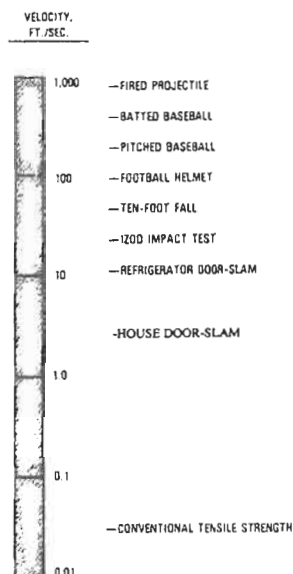 VELOCITY,
FT./SEC.
1,000 —FIRED PROJECTILE
—BATTED BASEBALL
—PITCHED BASEBALL
100 —FOOTBALL HELMET
—TEN-FOOT FALL
—IZOD IMPACT TEST
10 —REFRIGERATOR DOOR-SLAM
-HOUSE DOOR-SLAM
1.0
0.1
—CONVENTIONAL TENSILE STRENGTH
0.01